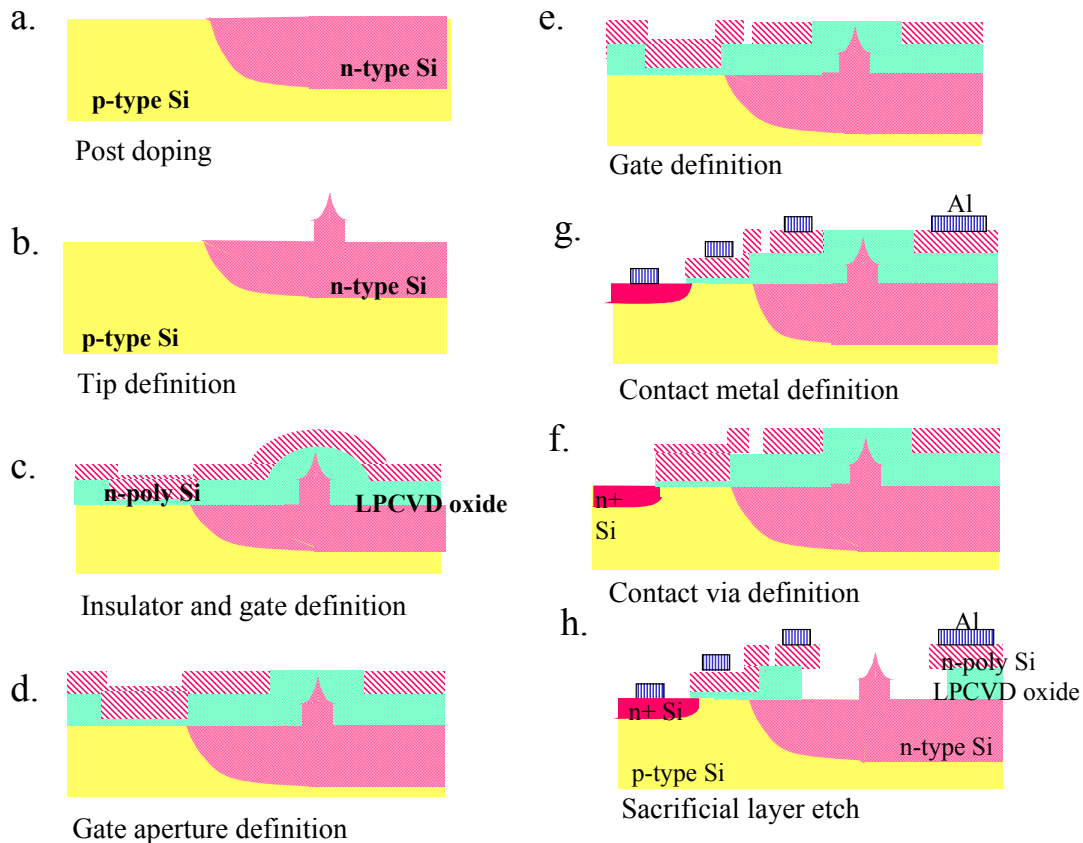 a.
n-type Si
p-type Si
Post doping
b.
n-type Si
p-type Si
Tip definition
c.
n-poly Si
LPCVD oxide
Insulator and gate definition
d.
Gate aperture definition
e.
Gate definition
Al
g.
Contact metal definition
f.
n+
Si
Contact via definition
h.
Al
n-poly Si
LPCVD oxide
n+ Si
n-type Si
p-type Si
Sacrificial layer etch